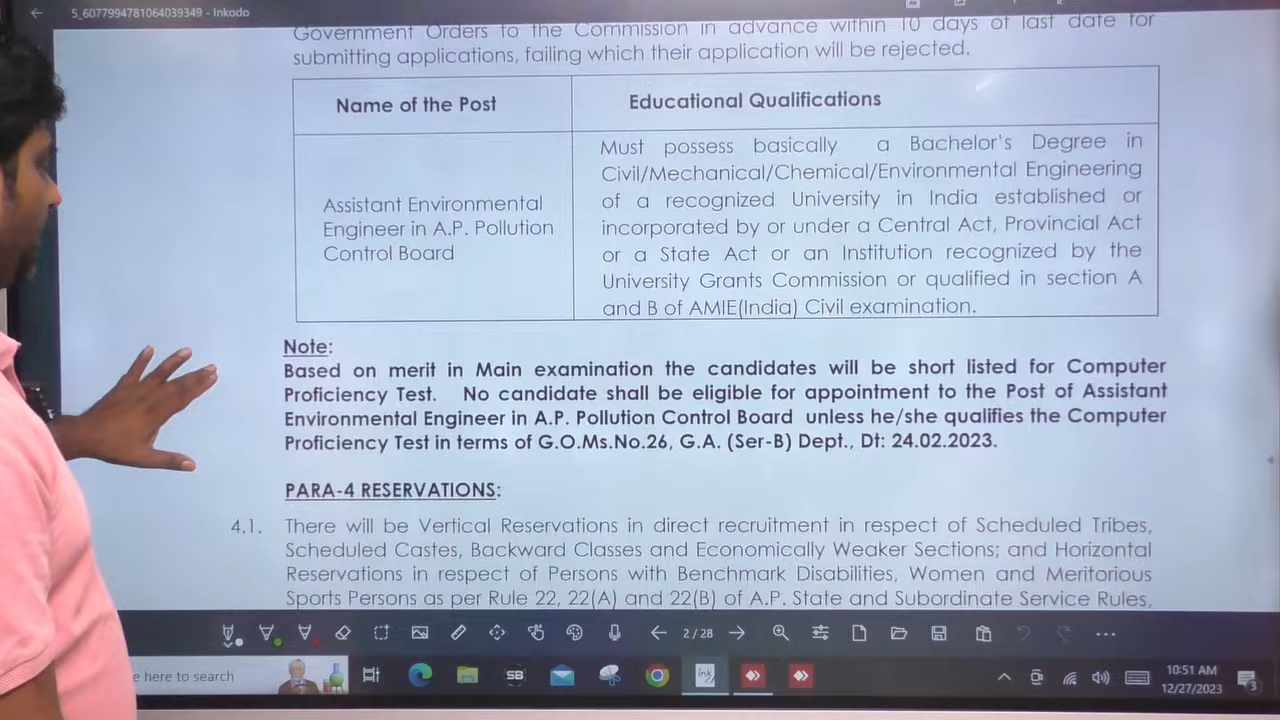 5_6077994781064039349 - Inkodo
Government Orders to the Commission in advance within 10 days of last date for
submitting applications, failing which their application will be rejected.
Name of the Post
Educational Qualifications
Assistant Environmental
Engineer in A.P. Pollution
Control Board
Must possess basically a Bachelor's Degree in
Civil/Mechanical/Chemical/Environmental Engineering
of a recognized University in India established or
incorporated by or under a Central Act, Provincial Act
or a State Act or an Institution recognized by the
University Grants Commission or qualified in section A
and B of AMIE(India) Civil examination.
Note:
Based on merit in Main examination the candidates will be short listed for Computer
Proficiency Test. No candidate shall be eligible for appointment to the Post of Assistant
Environmental Engineer in A.P. Pollution Control Board unless he/she qualifies the Computer
Proficiency Test in terms of G.O.Ms.No.26, G.A. (Ser-B) Dept., Dt: 24.02.2023.
PARA-4 RESERVATIONS:
4.1. There will be Vertical Reservations in direct recruitment in respect of Scheduled Tribes,
Scheduled Castes, Backward Classes and Economically Weaker Sections; and Horizontal
Reservations in respect of Persons with Benchmark Disabilities, Women and Meritorious
Sports Persons as per Rule 22, 22(A) and 22(B) of A.P. State and Subordinate Service Rules,
2 / 28
e here to search
SB
ink
10:51 AM
12/27/2023
3